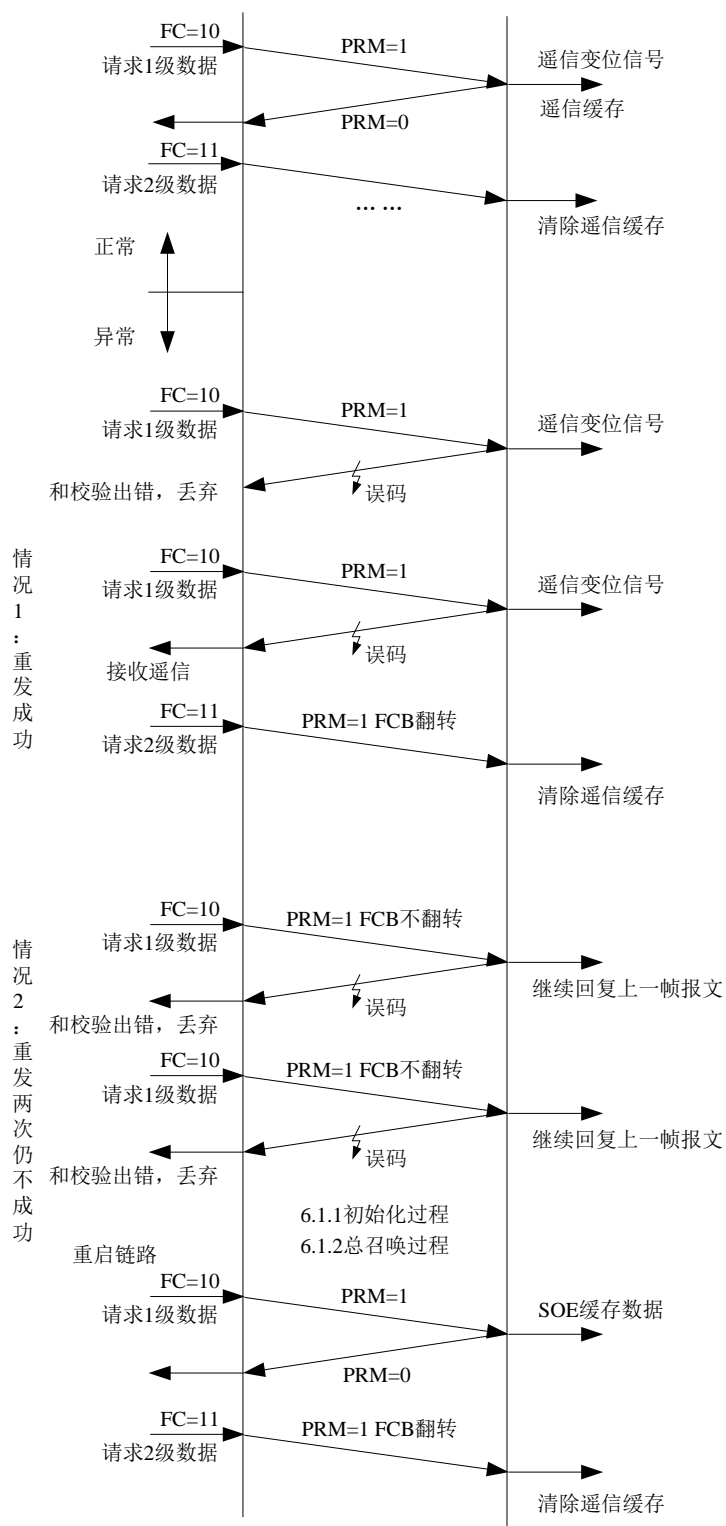 FC=10
PRM=1
请求1级数据
遥信变位信号
遥信缓存
PRM=0
FC=11
请求2级数据
... ...
清除遥信缓存
正常
异常
FC=10
PRM=1
请求1级数据
遥信变位信号
和校验出错，丢弃
误码
情况1：重发成功
FC=10
PRM=1
请求1级数据
遥信变位信号
误码
接收遥信
FC=11
PRM=1 FCB翻转
请求2级数据
清除遥信缓存
情况2：重发两次仍不成功
FC=10
PRM=1 FCB不翻转
请求1级数据
继续回复上一帧报文
误码
和校验出错，丢弃
FC=10
PRM=1 FCB不翻转
请求1级数据
继续回复上一帧报文
误码
和校验出错，丢弃
6.1.1初始化过程
6.1.2总召唤过程
重启链路
FC=10
PRM=1
请求1级数据
SOE缓存数据
PRM=0
FC=11
PRM=1 FCB翻转
请求2级数据
清除遥信缓存